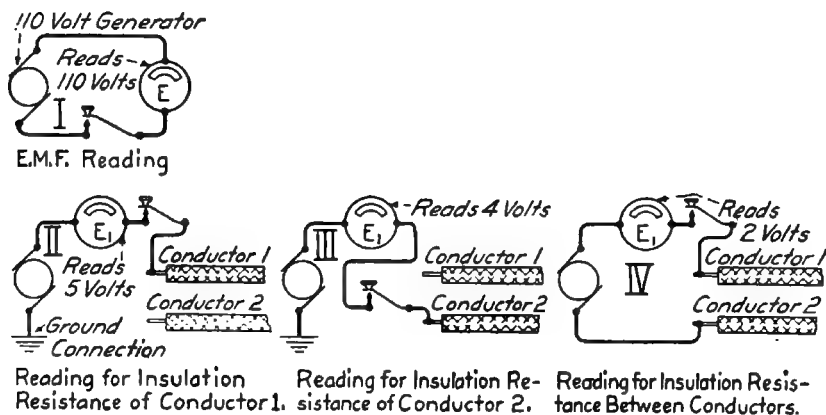 110 Volt Generator
Reads
110 Volts
E
I
E.M.F. Reading
II
E1
Reads
5 Volts
Conductor 1
Conductor 2
Ground
Connection
Reading for Insulation
Resistance of Conductor 1.
III
E1
Reads 4 Volts
Conductor 1
Conductor 2
Reading for Insulation Re-
sistance of Conductor 2.
IV
E1
Reads
2 Volts
Conductor 1
Conductor 2
Reading for Insulation Resis-
tance Between Conductors.